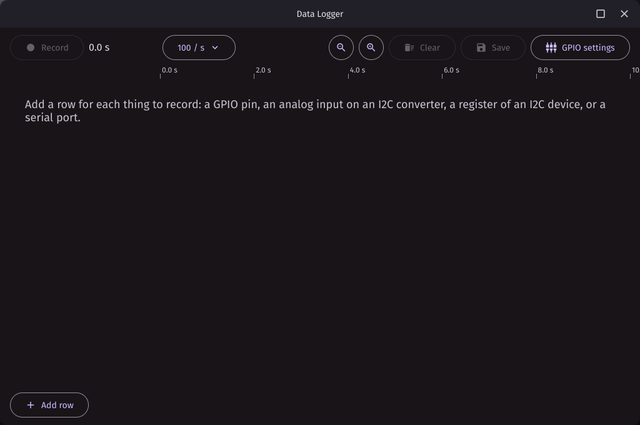 Data Logger
Record
0.0 s
100 / s
Clear
Save
GPIO settings
0.0 s
2.0 s
4.0 s
6.0 s
8.0 s
10
Add a row for each thing to record: a GPIO pin, an analog input on an I2C converter, a register of an I2C device, or a
serial port.
Add row